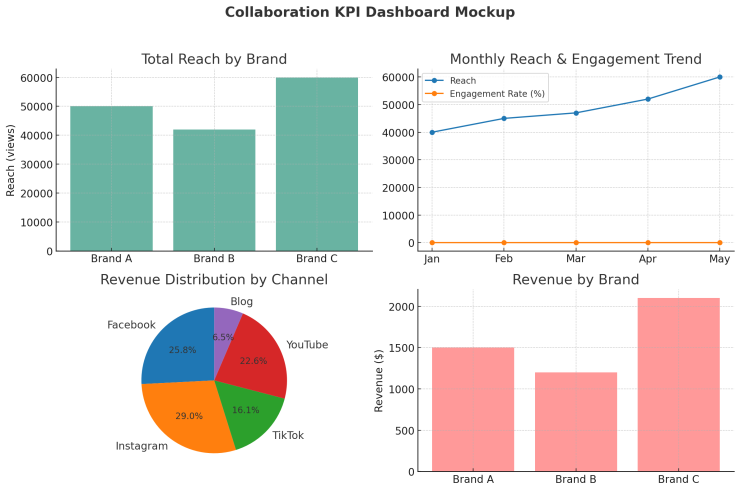 Collaboration KPI Dashboard Mockup
Total Reach by Brand
Reach (views)
60000
50000
40000
30000
20000
10000
0
Brand A
Brand B
Brand C
Monthly Reach & Engagement Trend
Reach
Engagement Rate (%)
60000
50000
40000
30000
20000
10000
0
Jan
Feb
Mar
Apr
May
Revenue Distribution by Channel
Blog
Facebook
YouTube
6.5%
25.8%
22.6%
29.0%
16.1%
TikTok
Instagram
Revenue by Brand
Revenue ($)
2000
1500
1000
500
0
Brand A
Brand B
Brand C